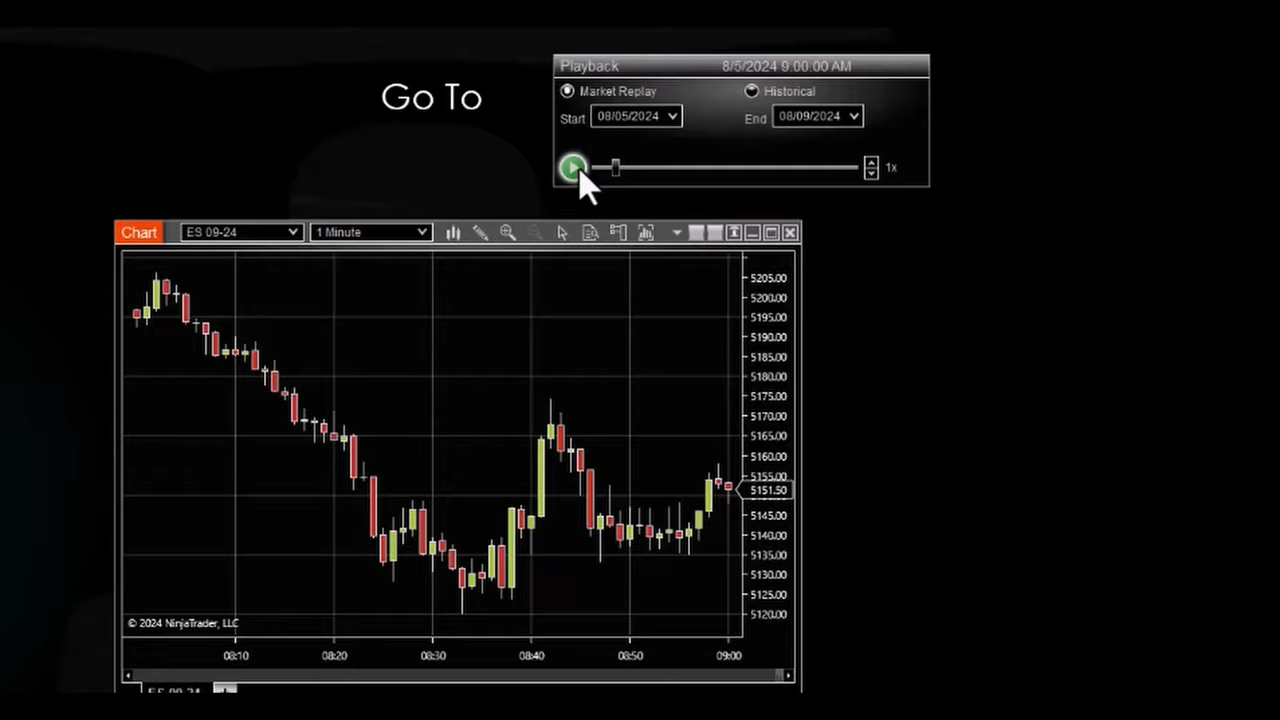 Playback 8/5/2024 9:00:00 AM
Go To
Market Replay Historical
Start 08/05/2024 End 08/09/2024
1x
Chart ES 09-24 1 Minute
5205.00
5200.00
5195.00
5190.00
5185.00
5180.00
5175.00
5170.00
5165.00
5160.00
5155.00
5151.50
5145.00
5140.00
5135.00
5130.00
5125.00
5120.00
© 2024 NinjaTrader, LLC
08:10 08:20 08:30 08:40 08:50 09:00
ES 09-24